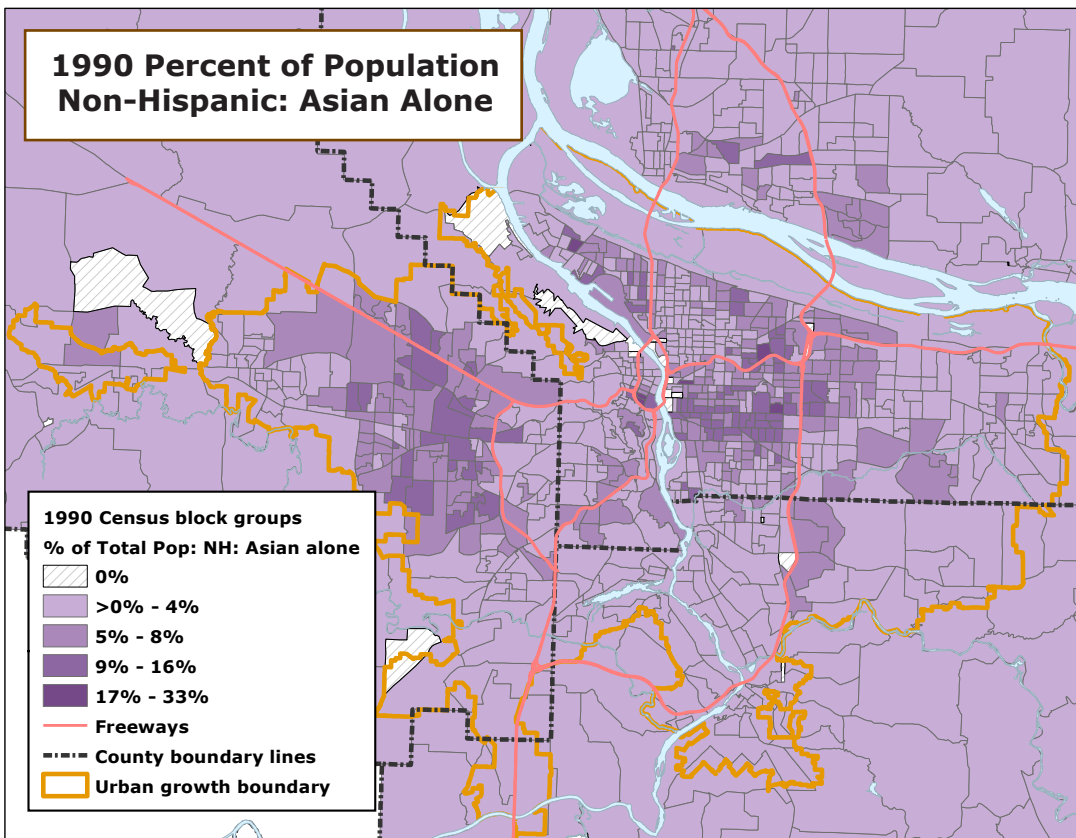 1990 Percent of Population
Non-Hispanic: Asian Alone
1990 Census block groups
% of Total Pop: NH: Asian alone
0%
>0% - 4%
5% - 8%
9% - 16%
17% - 33%
Freeways
County boundary lines
Urban growth boundary